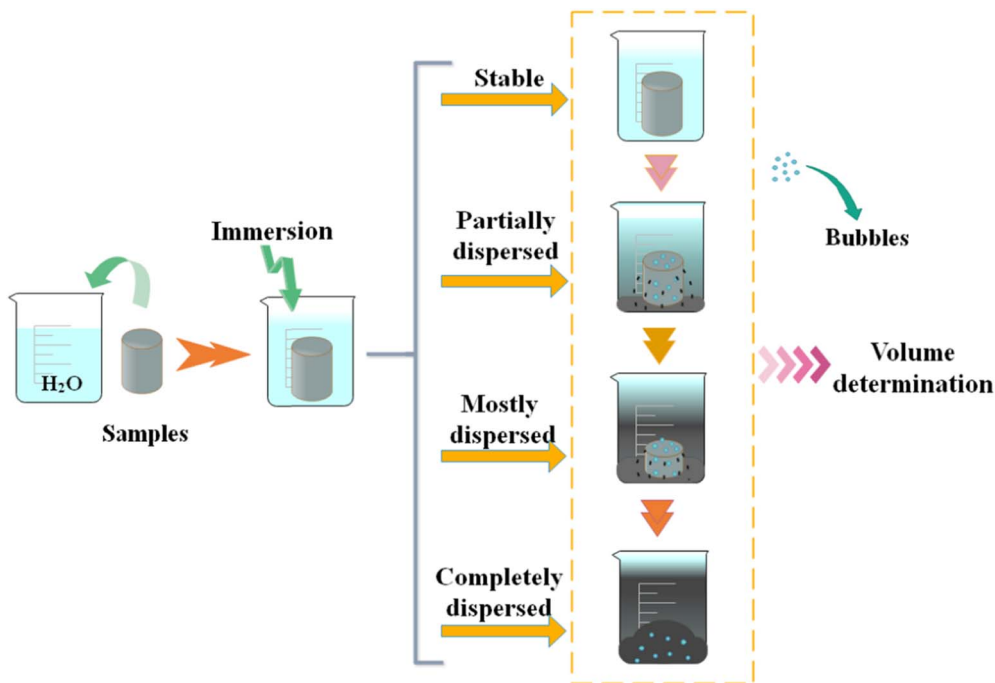 Stable
Partially
dispersed
Bubbles
Immersion
H₂O
Samples
Volume
determination
Mostly
dispersed
Completely
dispersed